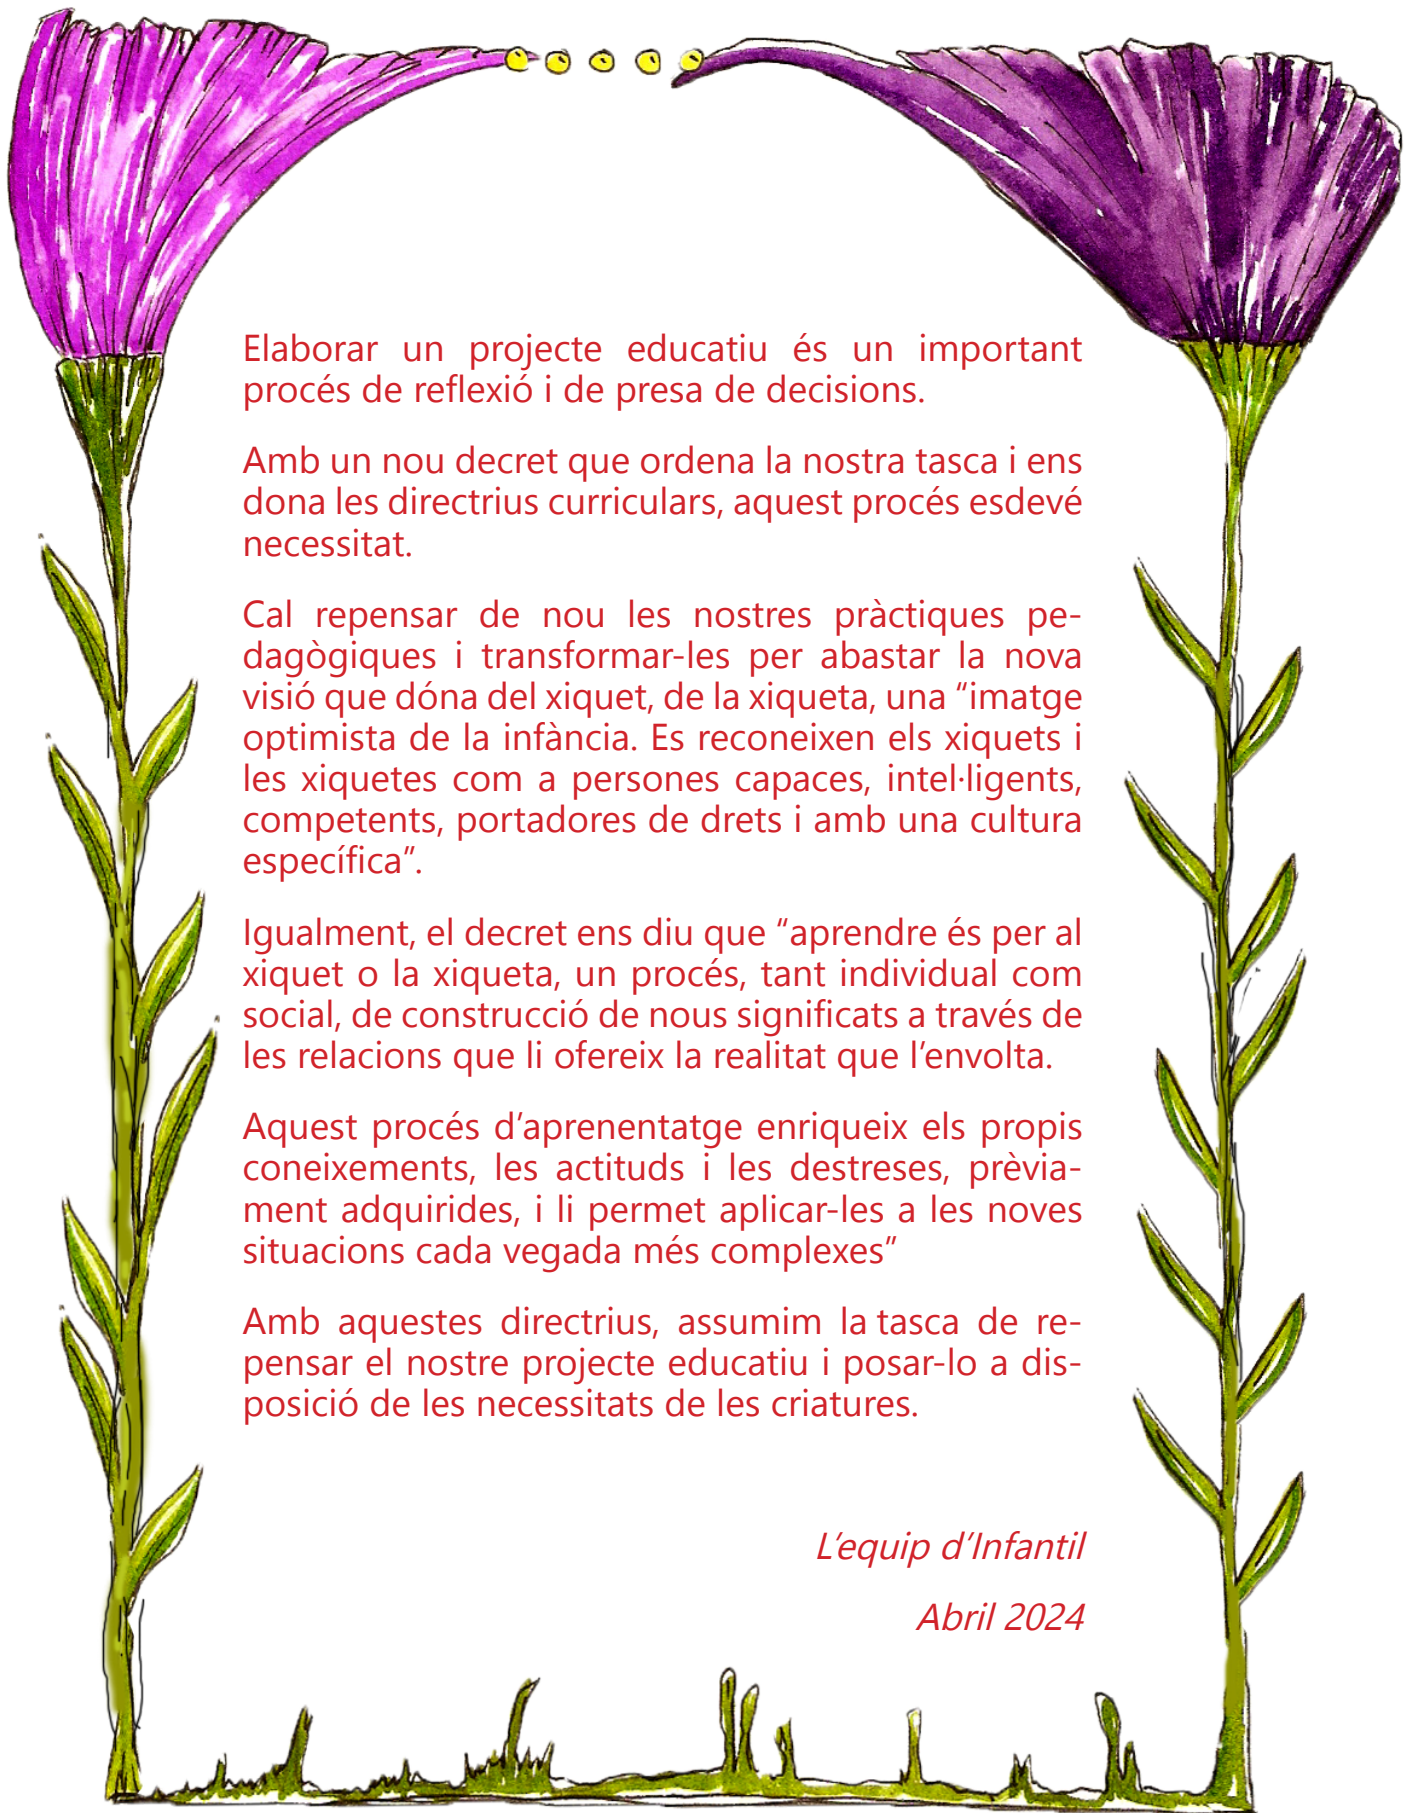 Elaborar un projecte educatiu és un important
procés de reflexió i de presa de decisions.
Amb un nou decret que ordena la nostra tasca i ens
dona les directrius curriculars, aquest procés esdevé
necessitat.
Cal repensar de nou les nostres pràctiques pe-
dagògiques i transformar-les per abastar la nova
visió que dóna del xiquet, de la xiqueta, una “imatge
optimista de la infància. Es reconeixen els xiquets i
les xiquetes com a persones capaces, intel·ligents,
competents, portadores de drets i amb una cultura
específica”.
Igualment, el decret ens diu que “aprendre és per al
xiquet o la xiqueta, un procés, tant individual com
social, de construcció de nous significats a través de
les relacions que li ofereix la realitat que l’envolta.
Aquest procés d’aprenentatge enriqueix els propis
coneixements, les actituds i les destreses, prèvia-
ment adquirides, i li permet aplicar-les a les noves
situacions cada vegada més complexes”
Amb aquestes directrius, assumim la tasca de re-
pensar el nostre projecte educatiu i posar-lo a dis-
posició de les necessitats de les criatures.
L’equip d’Infantil
Abril 2024